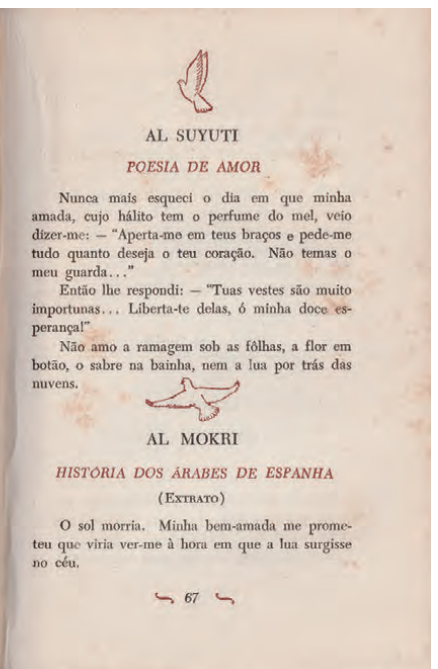 AL SUYUTI
POESIA DE AMOR
Nunca mais esqueci o dia em que minha
amada, cujo hálito tem o perfume do mel, veio
dizer-me: — "Aperta-me em teus braços e pede-me
tudo quanto deseja o teu coração. Não temas o
meu guarda..."
Então lhe respondi: — "Tuas vestes são muito
importunas... Liberta-te delas, ó minha doce es-
perança!"
Não amo a ramagem sob as fôlhas, a flor em
botão, o sabre na bainha, nem a lua por trás das
nuvens.
AL MOKRI
HISTÓRIA DOS ÁRABES DE ESPANHA
(EXTRATO)
O sol morria. Minha bem-amada me prome-
teu que viria ver-me à hora em que a lua surgisse
no céu.
67